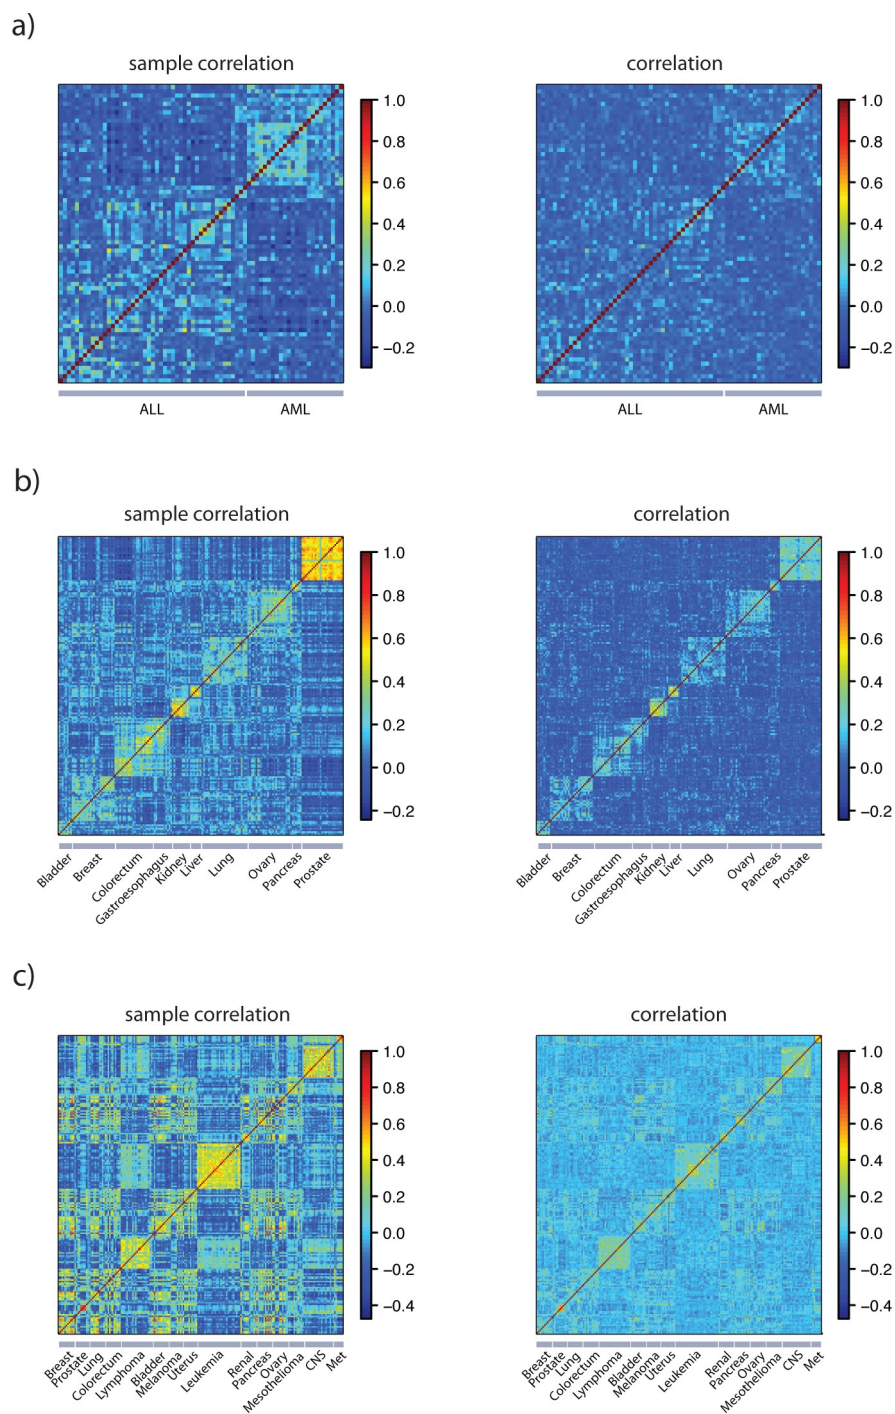 a)
sample correlation
correlation
1.0
0.8
0.6
0.4
0.2
0.0
−0.2
1.0
0.8
0.6
0.4
0.2
0.0
−0.2
ALL
AML
ALL
AML
b)
sample correlation
correlation
1.0
0.8
0.6
0.4
0.2
0.0
−0.2
1.0
0.8
0.6
0.4
0.2
0.0
−0.2
Bladder
Breast
Colorectum
Gastroesophagus
Kidney
Liver
Lung
Ovary
Pancreas
Prostate
Bladder
Breast
Colorectum
Gastroesophagus
Kidney
Liver
Lung
Ovary
Pancreas
Prostate
c)
sample correlation
correlation
1.0
0.8
0.6
0.4
0.2
0.0
−0.2
−0.4
1.0
0.8
0.6
0.4
0.2
0.0
−0.2
−0.4
Breast
Prostate
Lung
Colorectum
Lymphoma
Bladder
Melanoma
Uterus
Leukemia
Renal
Pancreas
Ovary
Mesothelioma
CNS
Met
Breast
Prostate
Lung
Colorectum
Lymphoma
Bladder
Melanoma
Uterus
Leukemia
Renal
Pancreas
Ovary
Mesothelioma
CNS
Met